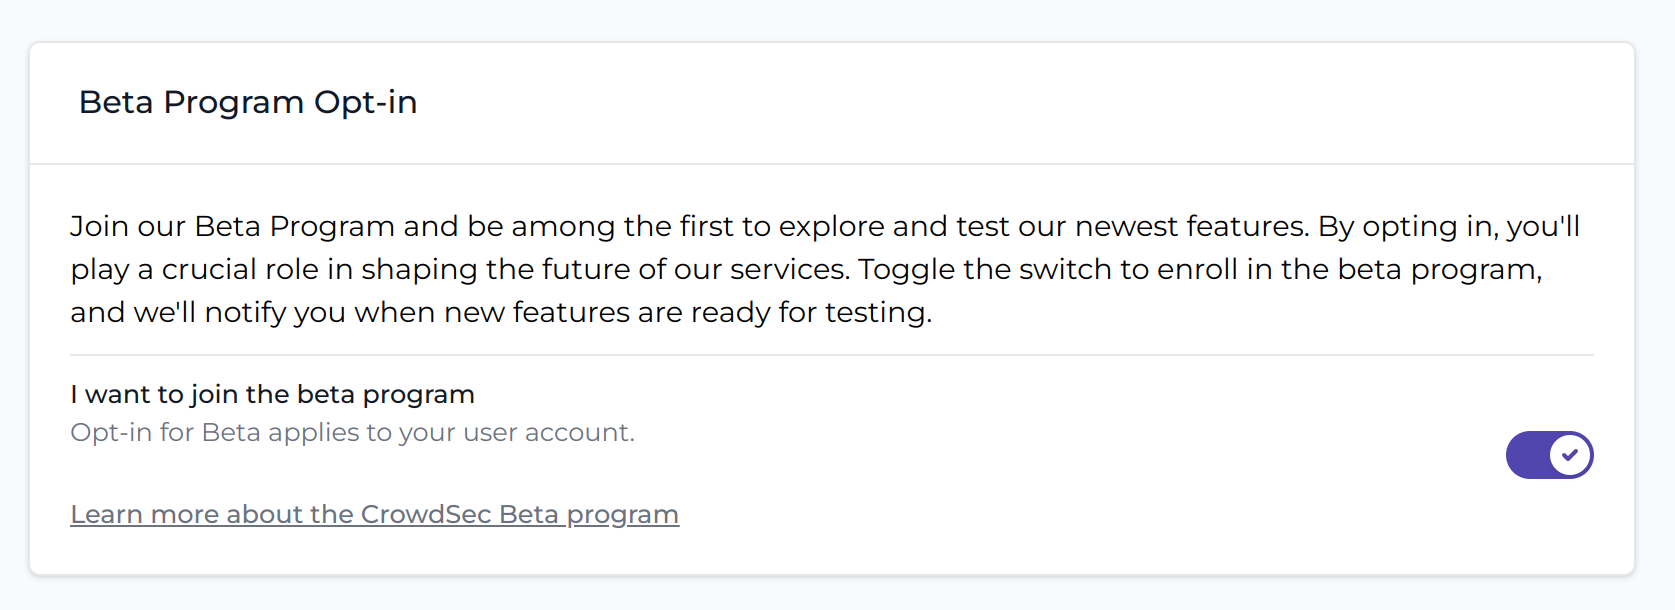 Beta Program Opt-in
Join our Beta Program and be among the first to explore and test our newest features. By opting in, you'll
play a crucial role in shaping the future of our services. Toggle the switch to enroll in the beta program,
and we'll notify you when new features are ready for testing.
I want to join the beta program
Opt-in for Beta applies to your user account.
Learn more about the CrowdSec Beta program